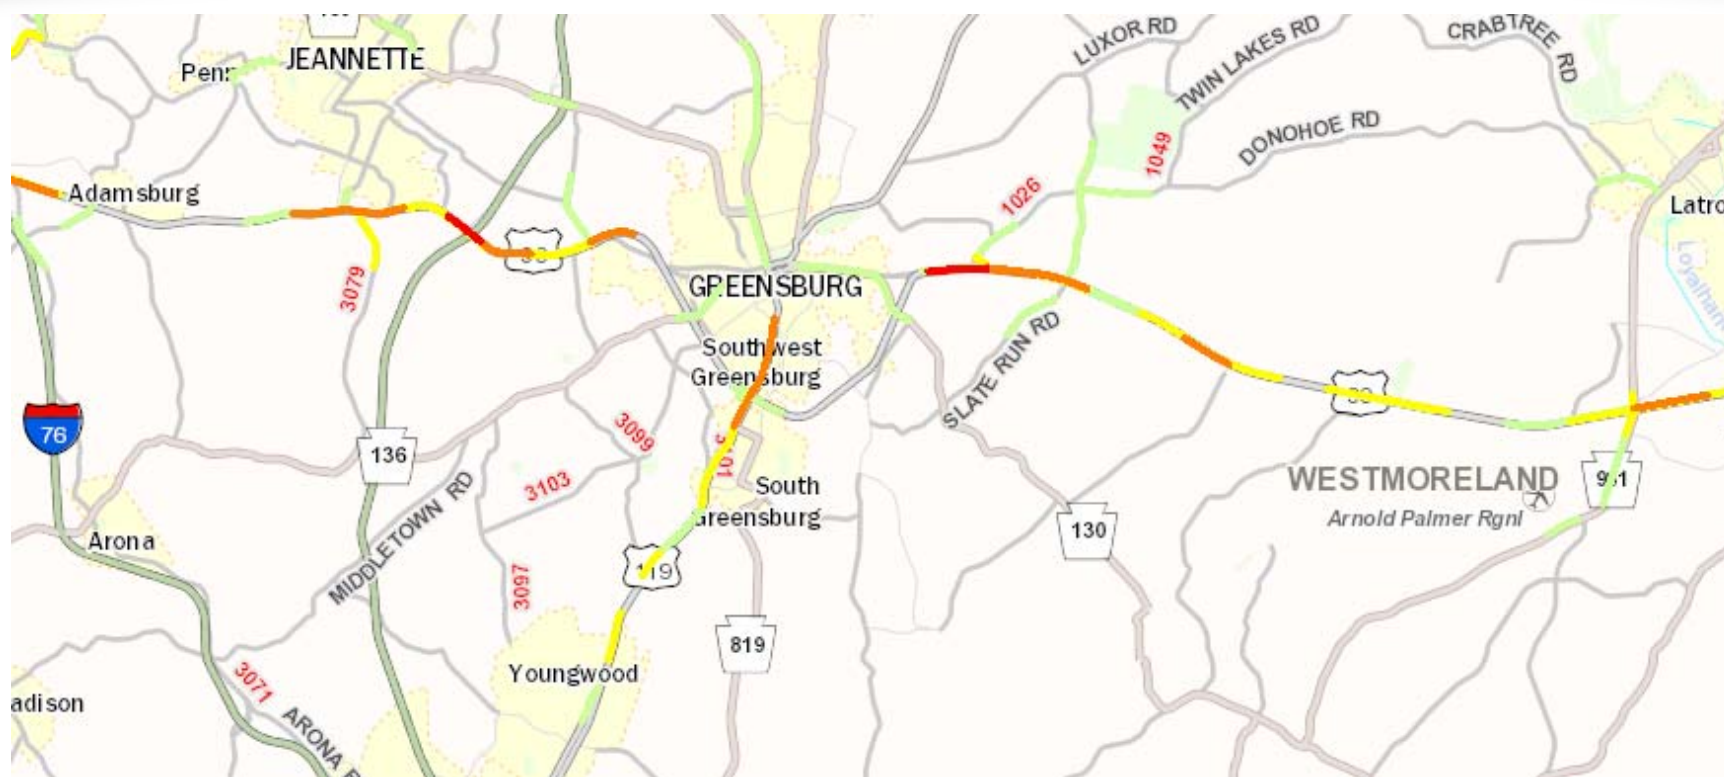 JEANNETTE
Penn
LUXOR RD
TWIN LAKES RD
CRABTREE RD
DONOHOE RD
1049
1026
Adamsburg
Latro
3079
GREENSBURG
Loyalhan
Southwest
Greensburg
SLATE RUN RD
76
136
3099
3103
MIDDLETOWN RD
South
Greensburg
WESTMORELAND
Arnold Palmer Rgnl
981
130
Arona
119
3097
819
Youngwood
3071
adison
ARONA